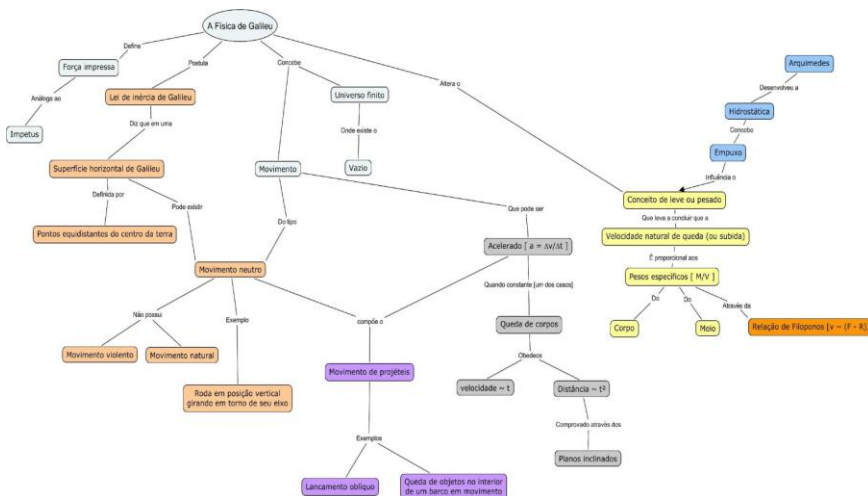 A Física de Galileu
Define
Postula
Concebe
Altera o
Força impressa
Análoga ao
Impetus
Lei de inércia de Galileu
Diz que em uma
Superfície horizontal de Galileu
Definida por
Pode existir
Pontos equidistantes do centro da terra
Universo finito
Onde existe o
Vazio
Movimento
Do tipo
Que pode ser
Movimento neutro
Não possui
Exemplo
compõe o
Movimento violento
Movimento natural
Roda em posição vertical
girando em torno de seu eixo
Acelerado [ a = Δv/Δt ]
Quando constante [um dos casos]
Queda de corpos
Obedece
velocidade ~ t
Distância ~ t²
Comprovado através dos
Planos inclinados
Movimento de projéteis
Exemplos
Lancamento oblíquo
Queda de objetos no interior
de um barco em movimento
Arquimedes
Desenvolveu a
Hidrostática
Concebe
Empuxo
Influência o
Conceito de leve ou pesado
Que leva a concluir que a
Velocidade natural de queda (ou subida)
É proporcional aos
Pesos específicos [ M/V ]
Do
Do
Através da
Corpo
Meio
Relação de Filoponos [v ~ (F - R)]